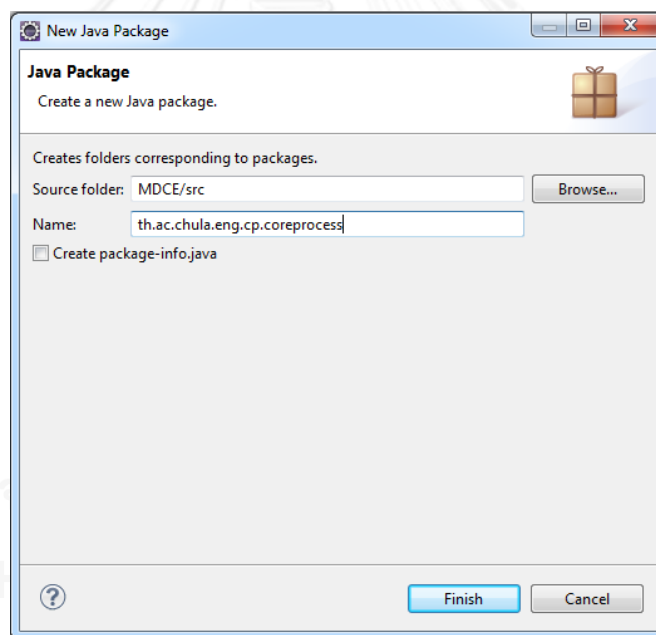 New Java Package
Java Package
Create a new Java package.
Creates folders corresponding to packages.
Source folder: MDCE/src Browse...
Name: th.ac.chula.eng.cp.coreprocess
Create package-info.java
? Finish Cancel